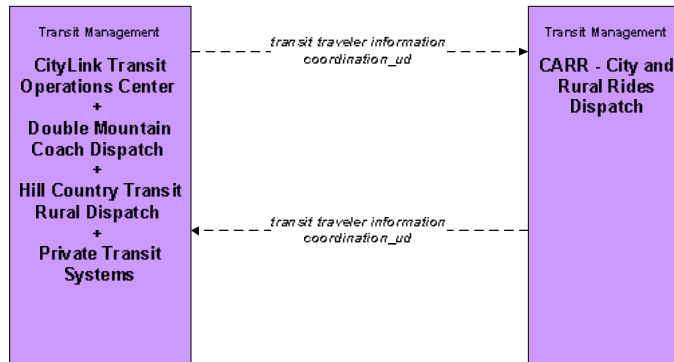 Transit Management
CityLink Transit
Operations Center
+
Double Mountain
Coach Dispatch
+
Hill Country Transit
Rural Dispatch
+
Private Transit
Systems
transit traveler information
coordination_ud
transit traveler information
coordination_ud
Transit Management
CARR - City and
Rural Rides
Dispatch